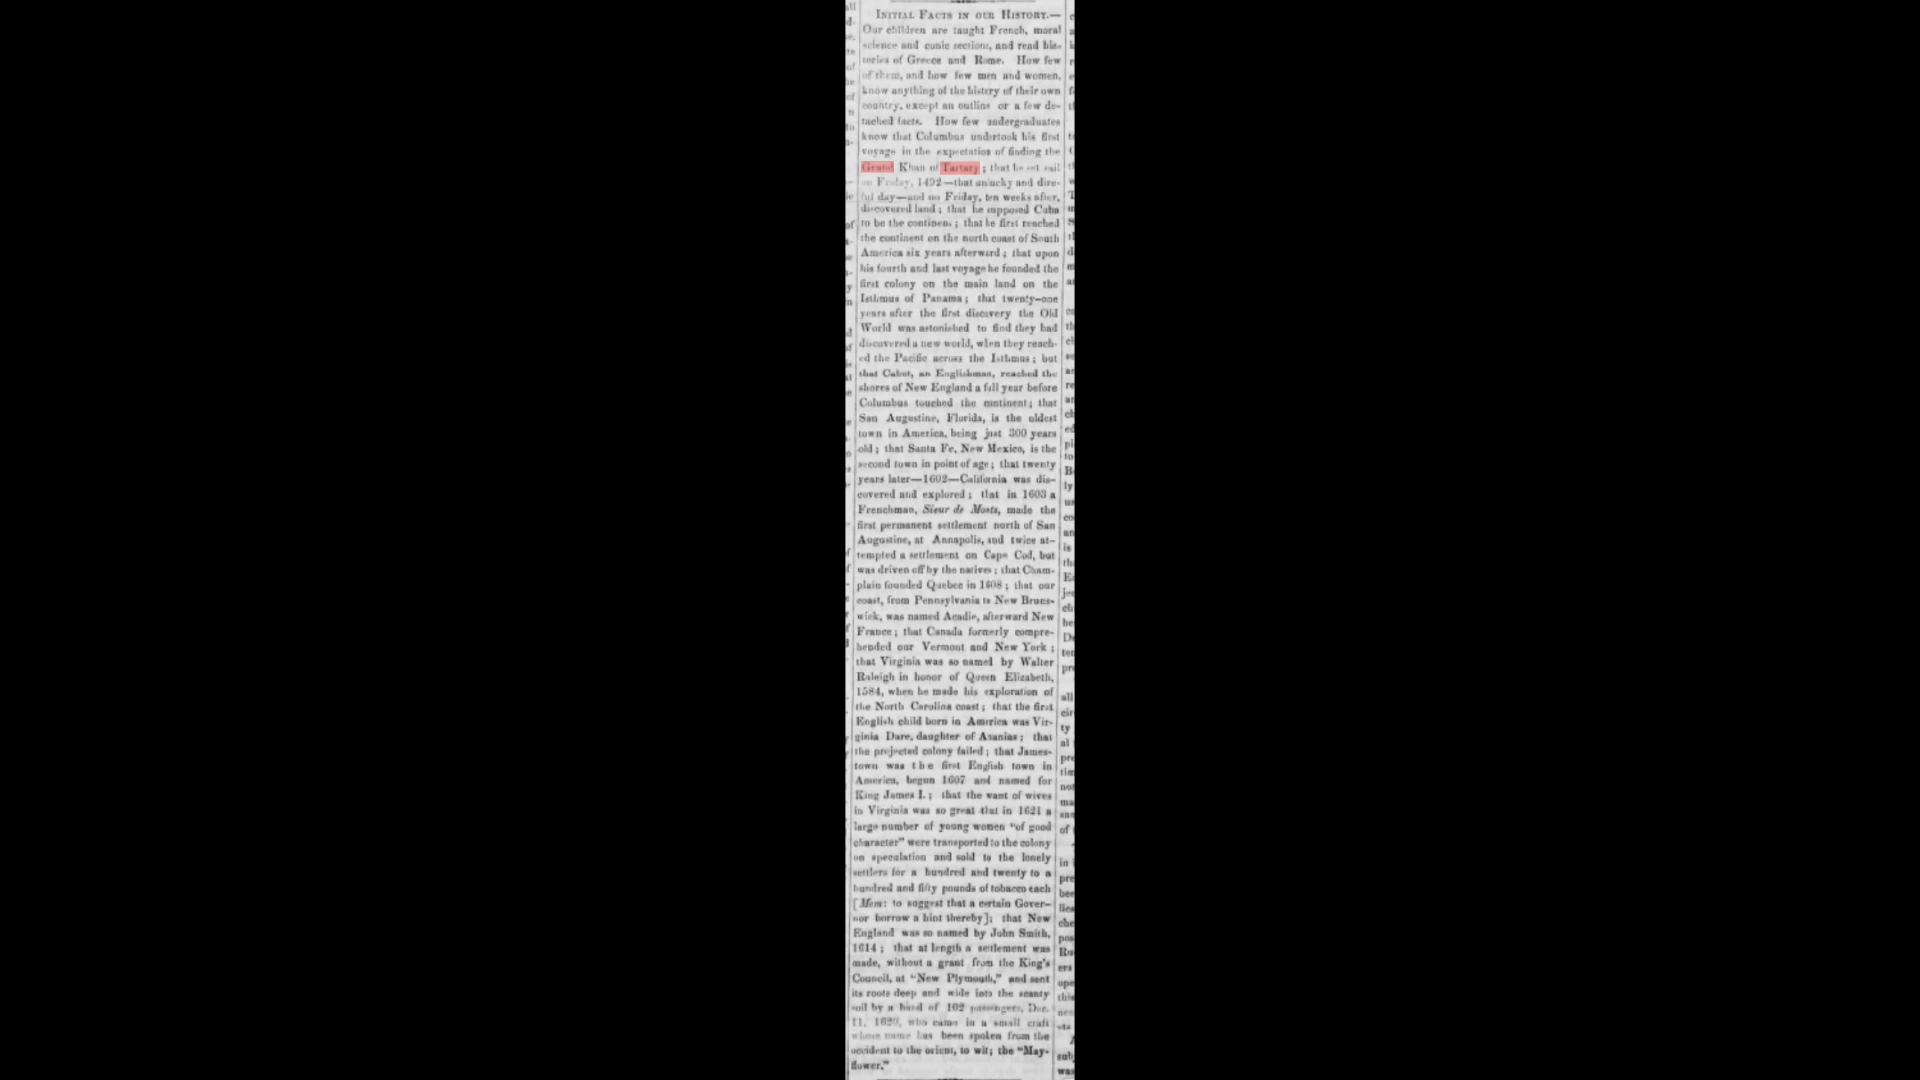 INITIAL FACTS IN OUR HISTORY.—
Our children are taught French, moral
science and conic sections, and read his-
tories of Greece and Rome. How few
of them, and how few men and women,
know anything of the history of their own
country, except an outline or a few de-
tached facts. How few undergraduates
know that Columbus undertook his first
voyage in the expectation of finding the
Grand Khan of Tartary; that he set sail
on Friday, 1492—that unlucky and dire-
ful day—and on Friday, ten weeks after,
discovered land; that he supposed Cuba
to be the continent; that he first reached
the continent on the north coast of South
America six years afterward; that upon
his fourth and last voyage he founded the
first colony on the main land on the
Isthmus of Panama; that twenty-one
years after the first discovery the Old
World was astonished to find they had
discovered a new world, when they reach-
ed the Pacific across the Isthmus; but
that Cabot, an Englishman, reached the
shores of New England a full year before
Columbus touched the continent; that
San Augustine, Florida, is the oldest
town in America, being just 300 years
old; that Santa Fe, New Mexico, is the
second town in point of age; that twenty
years later—1602—California was dis-
covered and explored; that in 1603 a
Frenchman, Sieur de Monts, made the
first permanent settlement north of San
Augustine, at Annapolis, and twice at-
tempted a settlement on Cape Cod, but
was driven off by the natives; that Cham-
plain founded Quebec in 1608; that our
coast, from Pennsylvania to New Bruns-
wick, was named Acadie, afterward New
France; that Canada formerly compre-
hended our Vermont and New York;
that Virginia was so named by Walter
Raleigh in honor of Queen Elizabeth,
1584, when he made his exploration of
the North Carolina coast; that the first
English child born in America was Vir-
ginia Dare, daughter of Ananias; that
the projected colony failed; that James-
town was the first English town in
America, begun 1607 and named for
King James I.; that the want of wives
in Virginia was so great that in 1621 a
large number of young women "of good
character" were transported to the colony
on speculation and sold to the lonely
settlers for a hundred and twenty to a
hundred and fifty pounds of tobacco each
[Mem: to suggest that a certain Gover-
nor borrow a hint thereby]; that New
England was so named by John Smith,
1614; that at length a settlement was
made, without a grant from the King's
Council, at "New Plymouth," and sent
its roots deep and wide into the scanty
soil by a band of 102 passengers, Dec.
11, 1620, who came in a small craft
whose name has been spoken from the
occident to the orient, to wit; the "May-
flower."